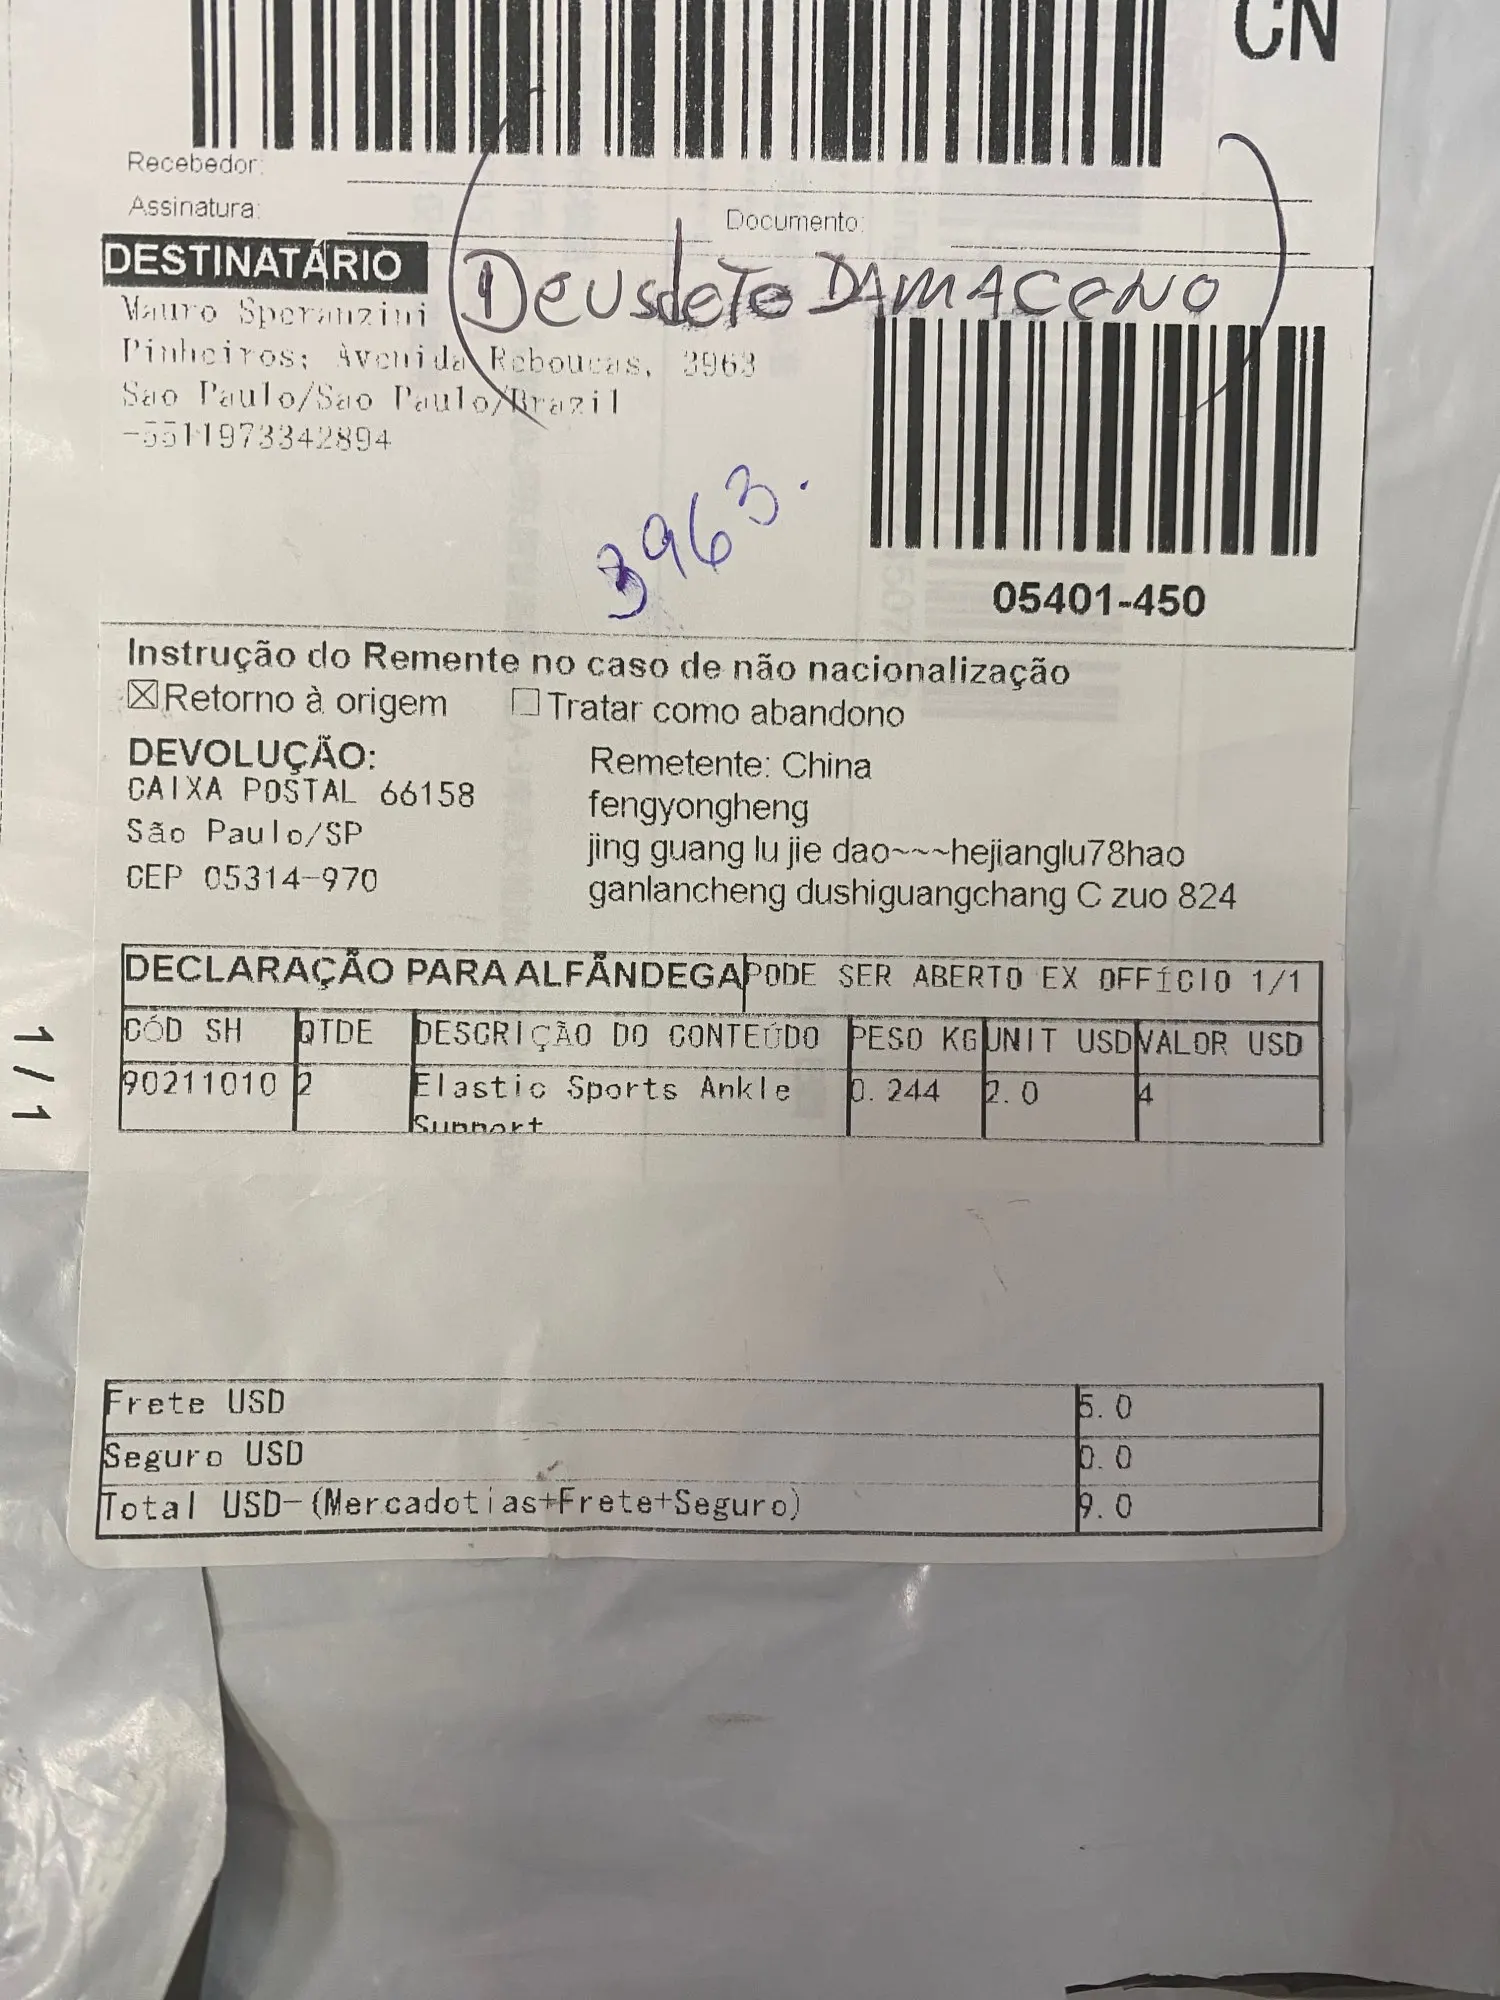 CN
Recebedor:
Assinatura:
Documento:
DESTINATÁRIO
Deusdete DAMACENO
Mauro Speranzini
Pinheiros; Avenida Reboucas, 3963
Sao Paulo/Sao Paulo/Brazil
-5511973342894
3963.
05401-450
Instrução do Remente no caso de não nacionalização
☒Retorno à origem ☐Tratar como abandono
DEVOLUÇÃO:
CAIXA POSTAL 66158
São Paulo/SP
CEP 05314-970
Remetente: China
fengyongheng
jing guang lu jie dao~~~hejianglu78hao
ganlancheng dushiguangchang C zuo 824
DECLARAÇÃO PARA ALFÂNDEGA PODE SER ABERTO EX OFFÍCIO 1/1
CÓD SH QTDE DESCRIÇÃO DO CONTEÚDO PESO KG UNIT USD VALOR USD
90211010 2 Elastic Sports Ankle 0.244 2.0 4
Support
1/1
Frete USD 5.0
Seguro USD 0.0
Total USD-(Mercadotias+Frete+Seguro) 9.0